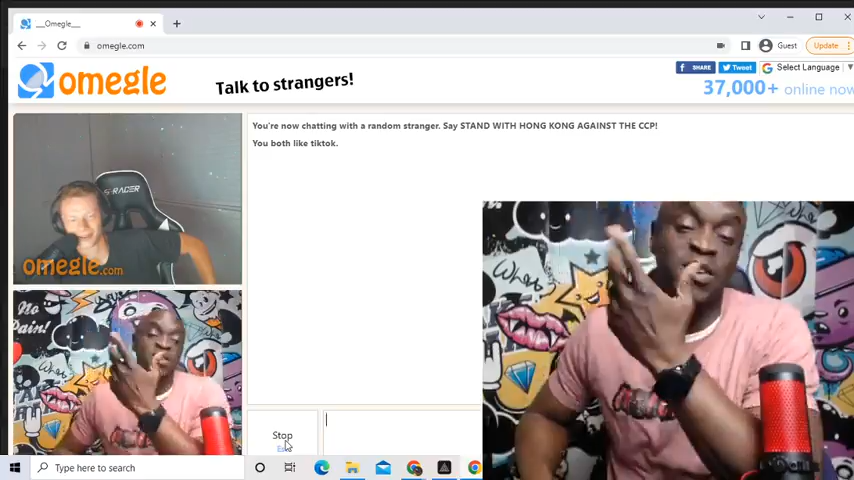 __Omegle__
omegle.com
Guest
Update
omegle
Talk to strangers!
SHARE
Tweet
Select Language
37,000+ online now
You're now chatting with a random stranger. Say STAND WITH HONG KONG AGAINST THE CCP!
You both like tiktok.
S-RACER
omegle.com
No
Pain!
Stop
Type here to search